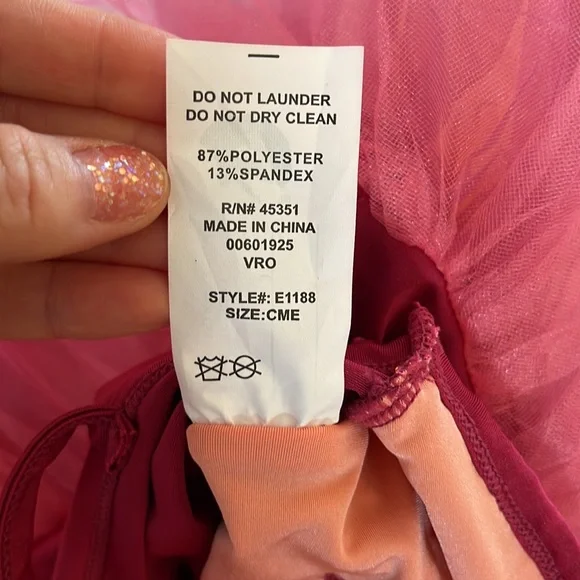 DO NOT LAUNDER
DO NOT DRY CLEAN
87%POLYESTER
13%SPANDEX
R/N# 45351
MADE IN CHINA
00601925
VRO
STYLE#: E1188
SIZE:CME